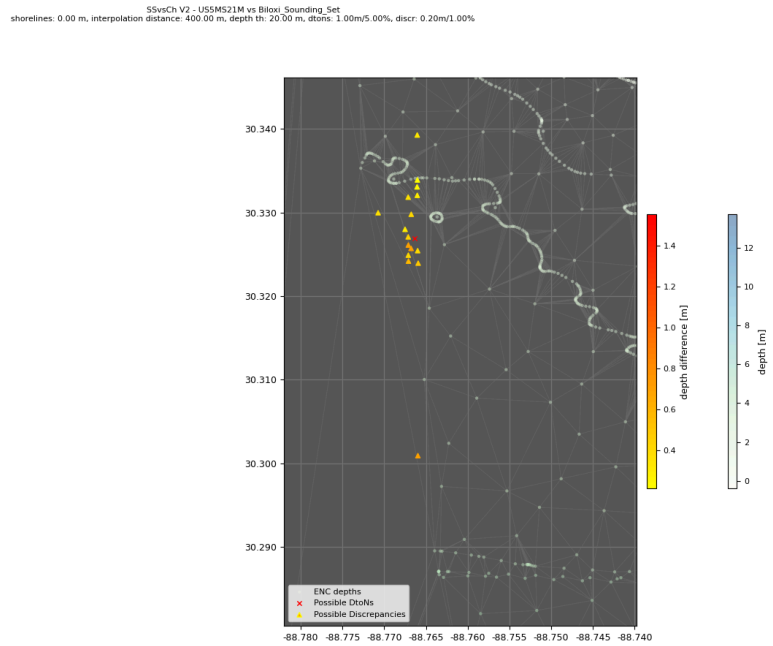 SSvsCh V2 - US5MS21M vs Biloxi_Sounding_Set
shorelines: 0.00 m, interpolation distance: 400.00 m, depth th: 20.00 m, dtons: 1.00m/5.00%, discr: 0.20m/1.00%
30.340
30.330
30.320
30.310
30.300
30.290
-88.780 -88.775 -88.770 -88.765 -88.760 -88.755 -88.750 -88.745 -88.740
ENC depths
Possible DtoNs
Possible Discrepancies
1.4
1.2
1.0
0.8
0.6
0.4
depth difference [m]
12
10
8
6
4
2
0
depth [m]